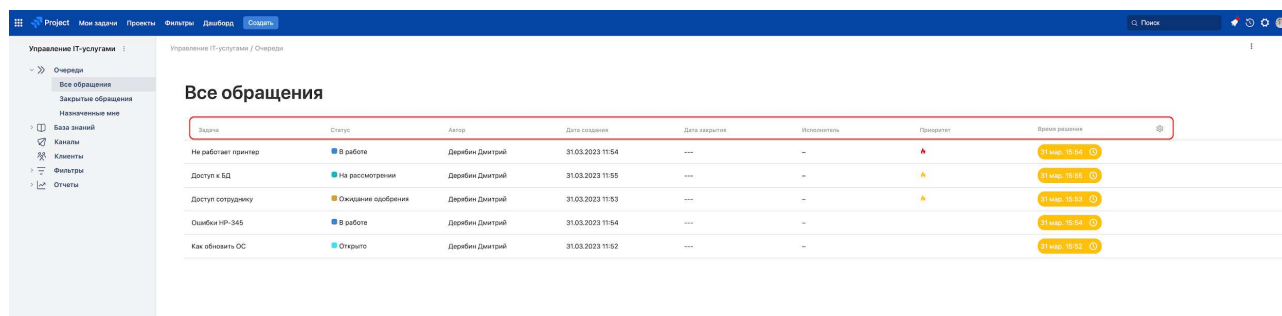 Project Мои задачи Проекты Фильтры Дашборд Создать Поиск
Управление IT-услугами
Управление IT-услугами / Очереди
Очереди
Все обращения
Закрытые обращения
Назначенные мне
База знаний
Каналы
Клиенты
Фильтры
Отчеты
Все обращения
Задача Статус Автор Дата создания Дата закрытия Исполнитель Приоритет Время решения
Не работает принтер В работе Дерябин Дмитрий 31.03.2023 11:54 --- – 31 мар. 15:54
Доступ к БД На рассмотрении Дерябин Дмитрий 31.03.2023 11:55 --- – 31 мар. 15:55
Доступ сотруднику Ожидание одобрения Дерябин Дмитрий 31.03.2023 11:53 --- – 31 мар. 15:53
Ошибки HP-345 В работе Дерябин Дмитрий 31.03.2023 11:54 --- – 31 мар. 15:54
Как обновить ОС Открыто Дерябин Дмитрий 31.03.2023 11:52 --- – 31 мар. 15:52